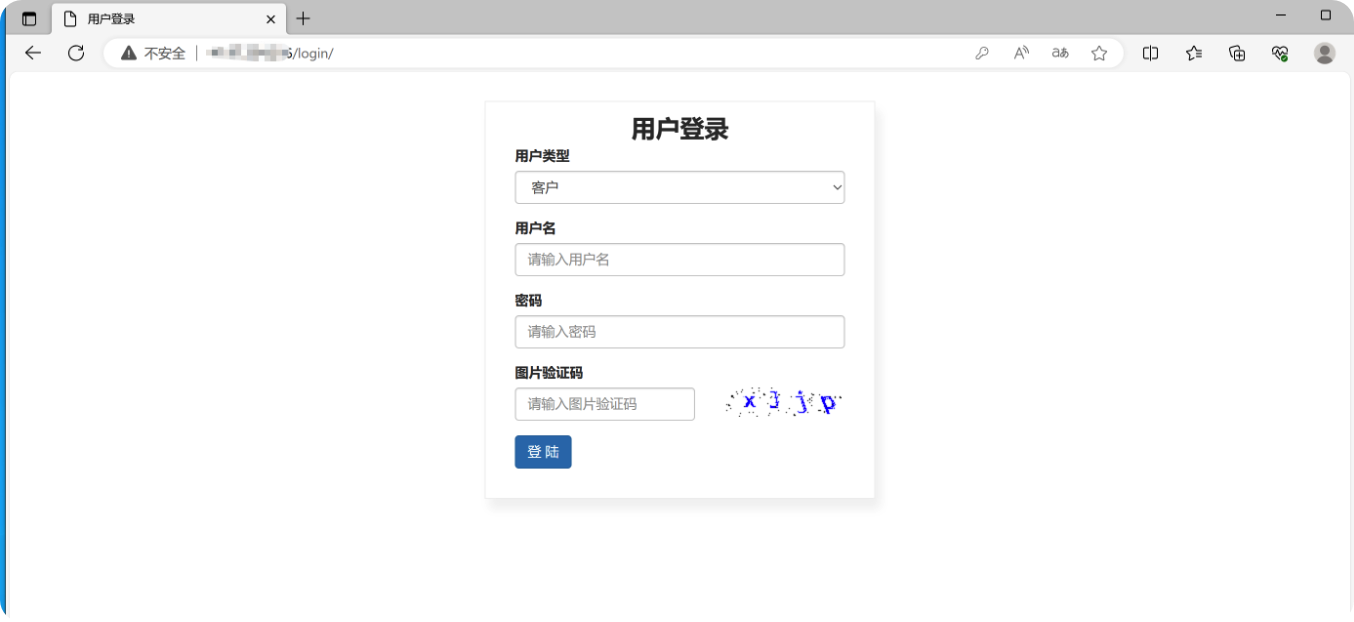 用户登录
不安全 /login/
用户登录
用户类型
客户
用户名
请输入用户名
密码
请输入密码
图片验证码
请输入图片验证码
登 陆